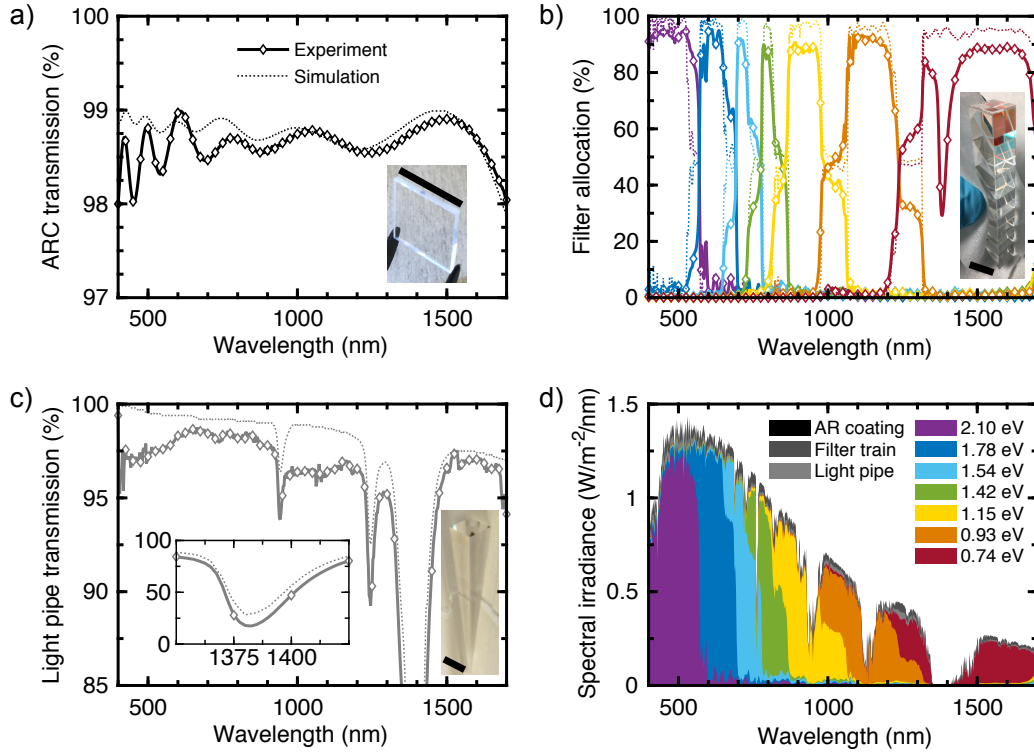 a)
ARC transmission (%)
100
99
98
97
Experiment
Simulation
500
1000
1500
Wavelength (nm)
b)
Filter allocation (%)
100
80
60
40
20
0
500
1000
1500
Wavelength (nm)
c)
Light pipe transmission (%)
100
95
90
85
100
50
0
1375 1400
500
1000
1500
Wavelength (nm)
d)
Spectral irradiance (W/m⁻²/nm)
1.5
1
0.5
0
AR coating
Filter train
Light pipe
2.10 eV
1.78 eV
1.54 eV
1.42 eV
1.15 eV
0.93 eV
0.74 eV
500
1000
1500
Wavelength (nm)